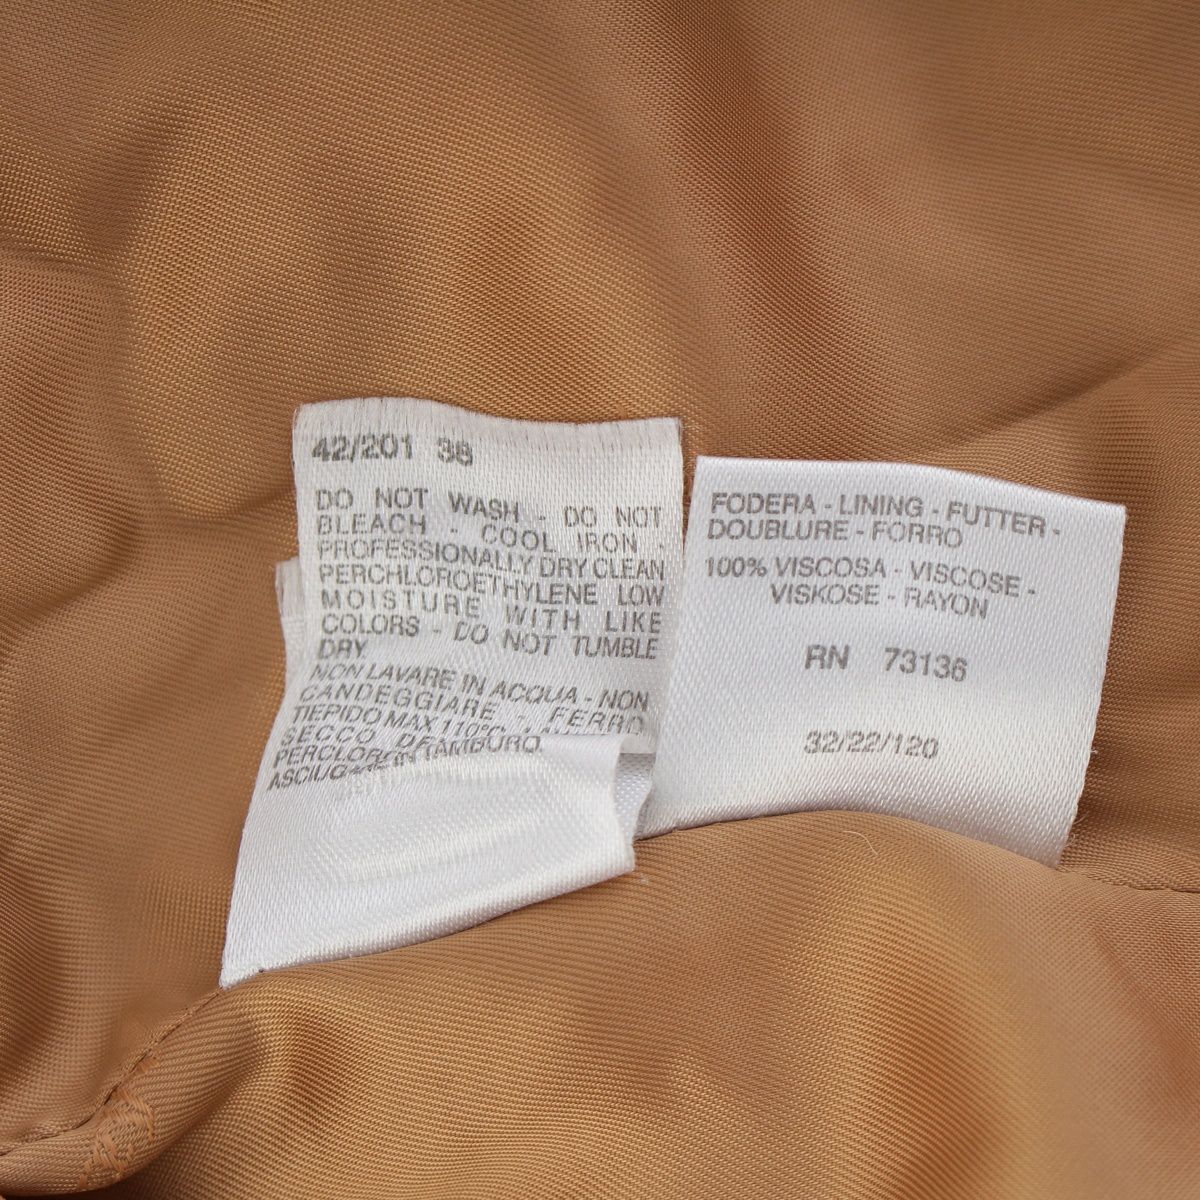 42/201 38
DO NOT WASH - DO NOT
BLEACH - COOL IRON -
PROFESSIONALLY DRY CLEAN
PERCHLOROETHYLENE LOW
MOISTURE WITH LIKE
COLORS - DO NOT TUMBLE
DRY
NON LAVARE IN ACQUA - NON
CANDEGGIARE - FERRO
TIEPIDO MAX 110°C
SECCO
IN TAMBURO.
FODERA - LINING - FUTTER -
DOUBLURE - FORRO
100% VISCOSA - VISCOSE -
VISKOSE - RAYON
RN 73136
32/22/120